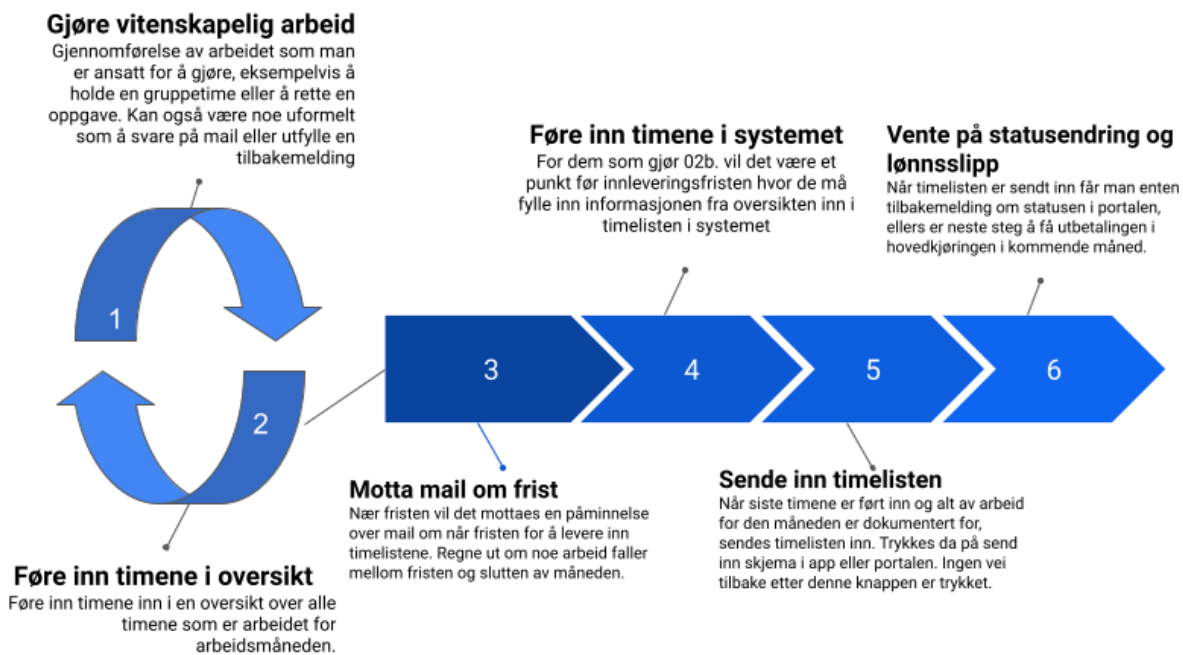 Gjøre vitenskapelig arbeid
Gjennomførelse av arbeidet som man
er ansatt for å gjøre, eksempelvis å
holde en gruppetime eller å rette en
oppgave. Kan også være noe uformelt
som å svare på mail eller utfylle en
tilbakemelding
1
2
Føre inn timene i oversikt
Føre inn timene inn i en oversikt over alle
timene som er arbeidet for
arbeidsmåneden.
3
Motta mail om frist
Nær fristen vil det mottaes en påminnelse
over mail om når fristen for å levere inn
timelistene. Regne ut om noe arbeid faller
mellom fristen og slutten av måneden.
Føre inn timene i systemet
For dem som gjør 02b. vil det være et
punkt før innleveringsfristen hvor de må
fylle inn informasjonen fra oversikten inn i
timelisten i systemet
4
5
Sende inn timelisten
Når siste timene er ført inn og alt av arbeid
for den måneden er dokumentert for,
sendes timelisten inn. Trykkes da på send
inn skjema i app eller portalen. Ingen vei
tilbake etter denne knappen er trykket.
Vente på statusendring og
lønnsslipp
Når timelisten er sendt inn får man enten
tilbakemelding om statusen i portalen,
ellers er neste steg å få utbetalingen i
hovedkjøringen i kommende måned.
6